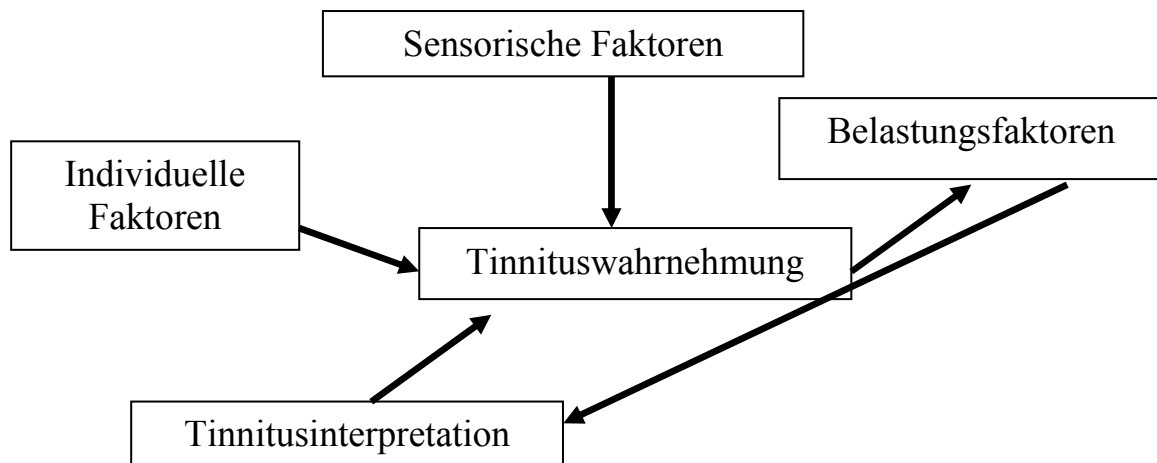 Sensorische Faktoren
Belastungsfaktoren
Individuelle
Faktoren
Tinnituswahrnehmung
Tinnitusinterpretation